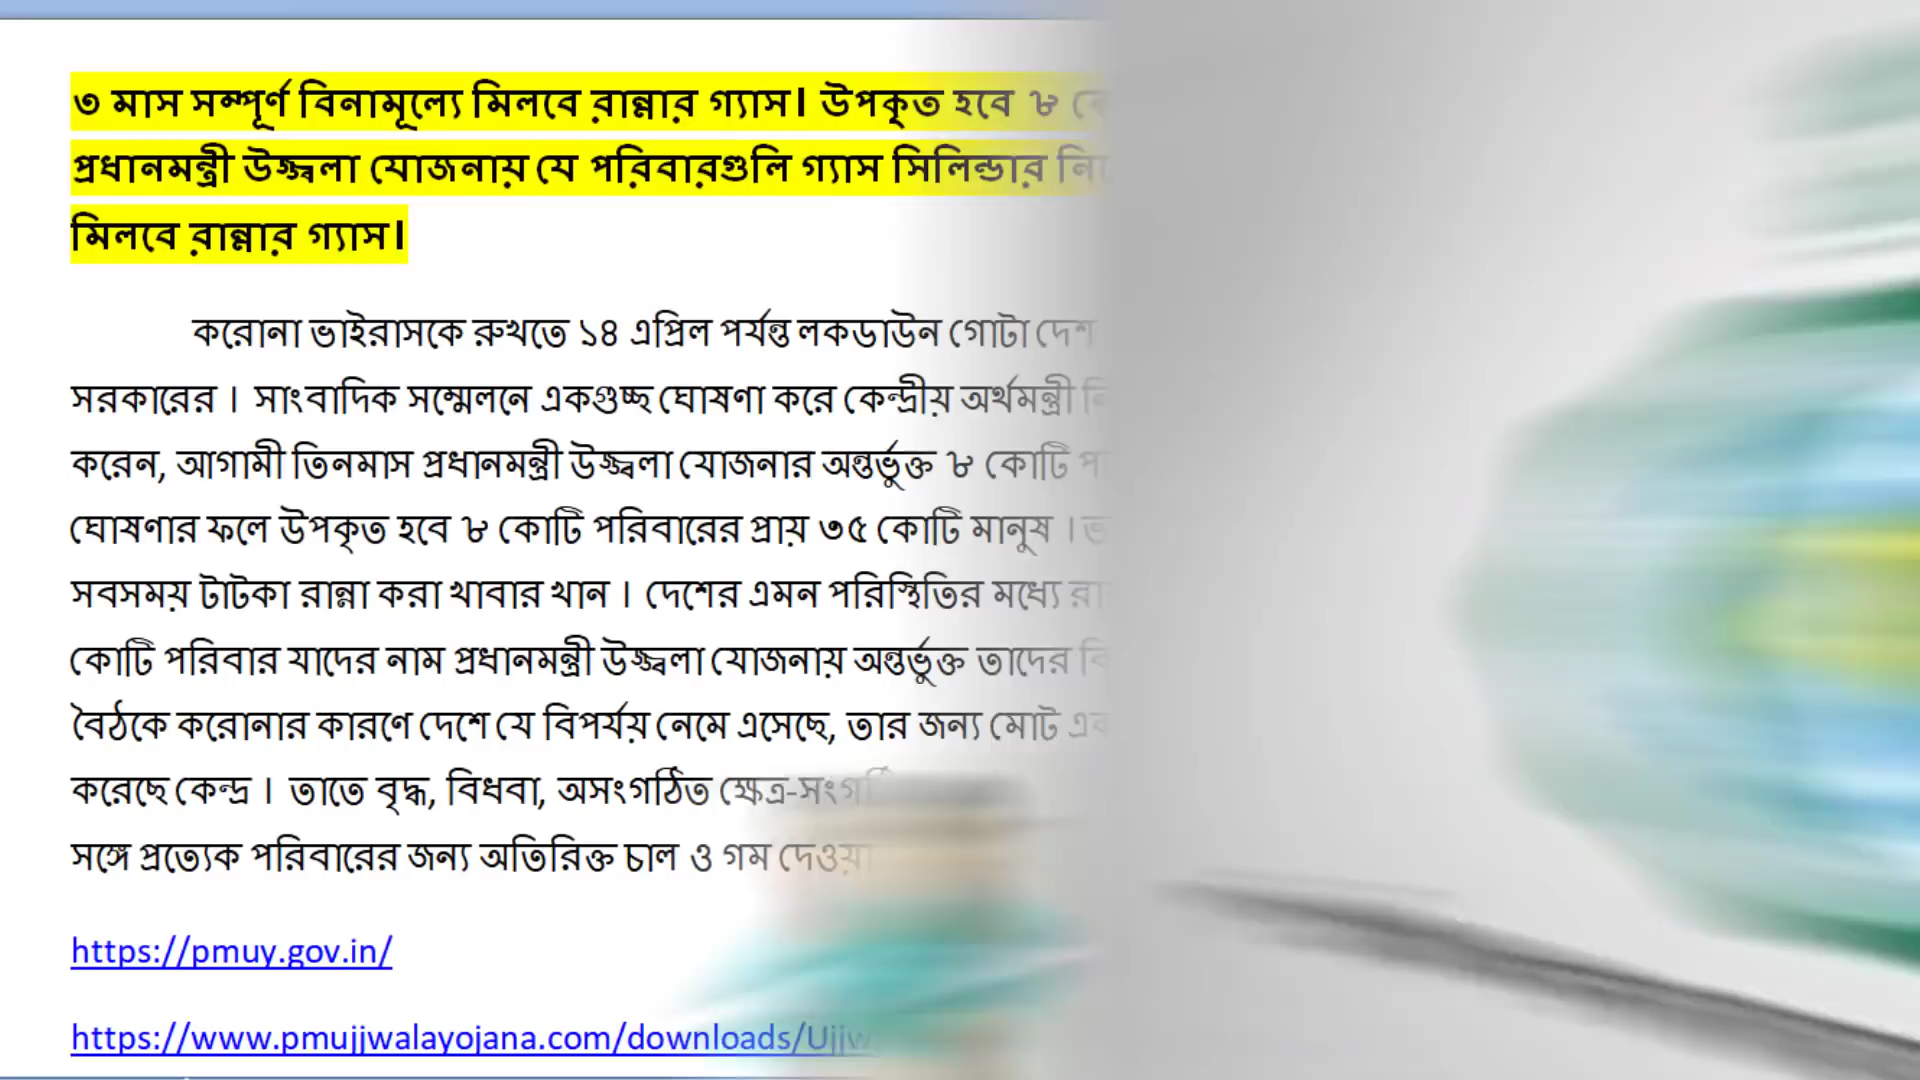 ৩ মাস সম্পূর্ণ বিনামূল্যে মিলবে রান্নার গ্যাস। উপকৃত হবে ৮
প্রধানমন্ত্রী উজ্জ্বলা যোজনায় যে পরিবারগুলি গ্যাস সিলিন্ডার
মিলবে রান্নার গ্যাস।
করোনা ভাইরাসকে রুখতে ১৪ এপ্রিল পর্যন্ত লকডাউন গোটা দেশ
সরকারের । সাংবাদিক সম্মেলনে একগুচ্ছ ঘোষণা করে কেন্দ্রীয় অর্থমন্ত্রী
করেন, আগামী তিনমাস প্রধানমন্ত্রী উজ্জ্বলা যোজনার অন্তর্ভুক্ত ৮ কোটি
ঘোষণার ফলে উপকৃত হবে ৮ কোটি পরিবারের প্রায় ৩৫ কোটি মানুষ ।
সবসময় টাটকা রান্না করা খাবার খান । দেশের এমন পরিস্থিতির মধ্যে
কোটি পরিবার যাদের নাম প্রধানমন্ত্রী উজ্জ্বলা যোজনায় অন্তর্ভুক্ত তাদের
বৈঠকে করোনার কারণে দেশে যে বিপর্যয় নেমে এসেছে, তার জন্য মোট
করেছে কেন্দ্র । তাতে বৃদ্ধ, বিধবা, অসংগঠিত ক্ষেত্র-
সঙ্গে প্রত্যেক পরিবারের জন্য অতিরিক্ত চাল ও গম
https://pmuy.gov.in/
https://www.pmujjwalayojana.com/downloads/Ujjw